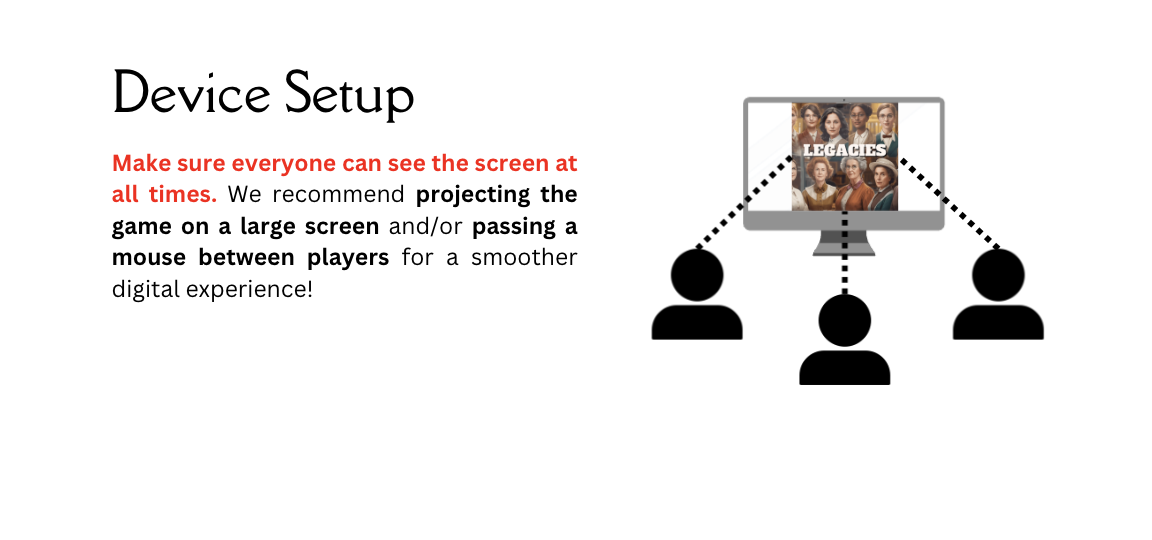 Device Setup
Make sure everyone can see the screen at
all times. We recommend projecting the
game on a large screen and/or passing a
mouse between players for a smoother
digital experience!
LEGACIES